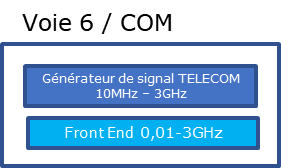 Voie 6 / COM
Générateur de signal TELECOM
10MHz – 3GHz
Front End 0,01-3GHz